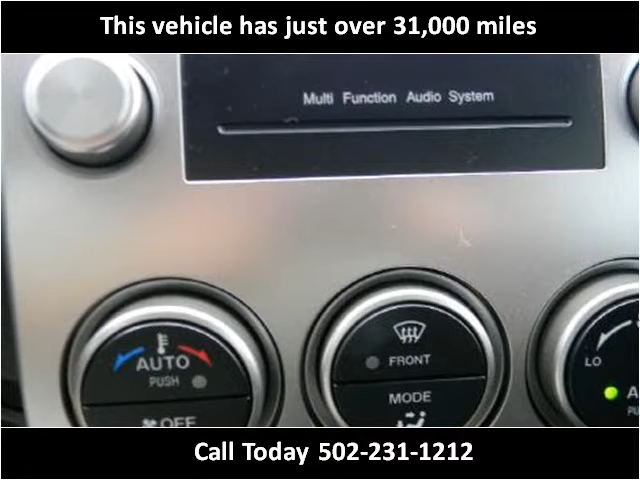 This vehicle has just over 31,000 miles
Multi Function Audio System
AUTO
PUSH
OFF
FRONT
MODE
LO
Call Today 502-231-1212